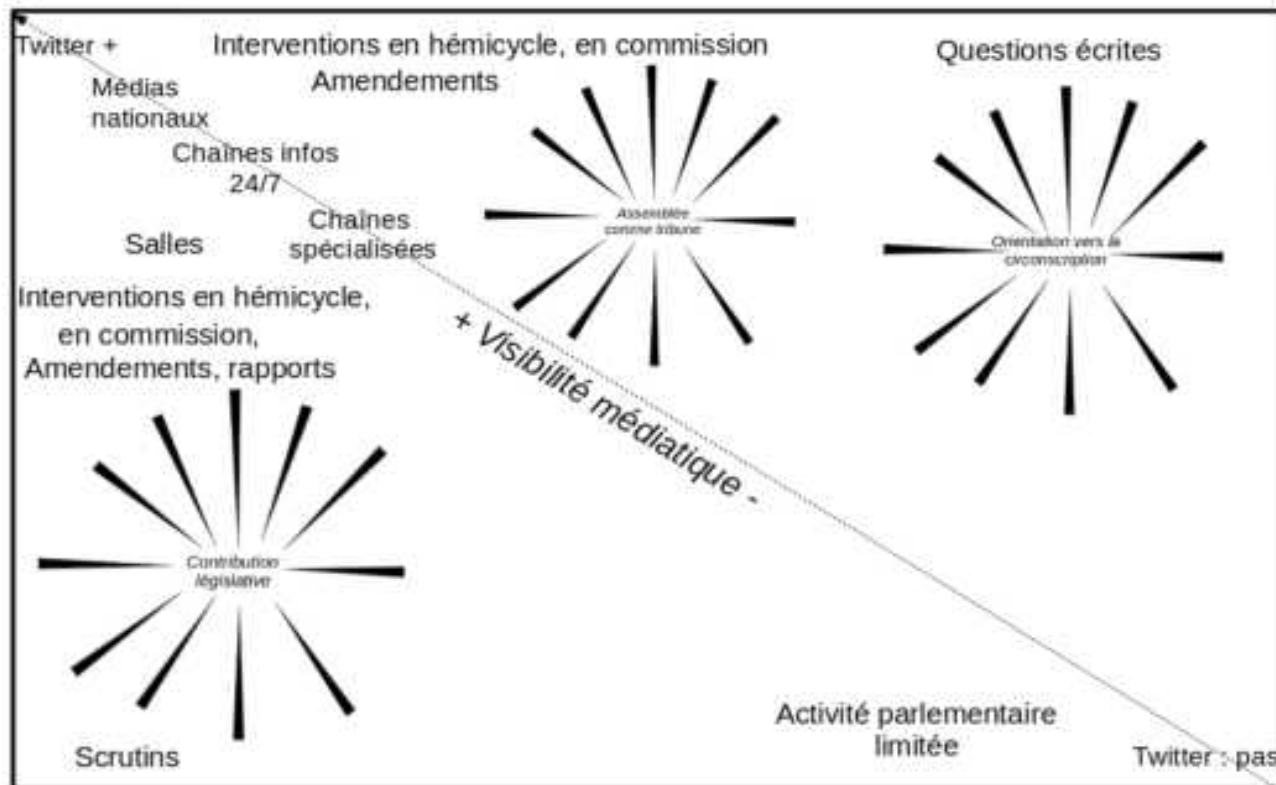 Twitter +
Interventions en hémicycle, en commission
Amendements
Questions écrites
Médias
nationaux
Chaînes infos
24/7
Chaînes
spécialisées
Salles
Assemblée
comme tribune
Orientation vers la
circonscription
Interventions en hémicycle,
en commission,
Amendements, rapports
+ Visibilité médiatique -
Contribution
législative
Activité parlementaire
limitée
Scrutins
Twitter : pas